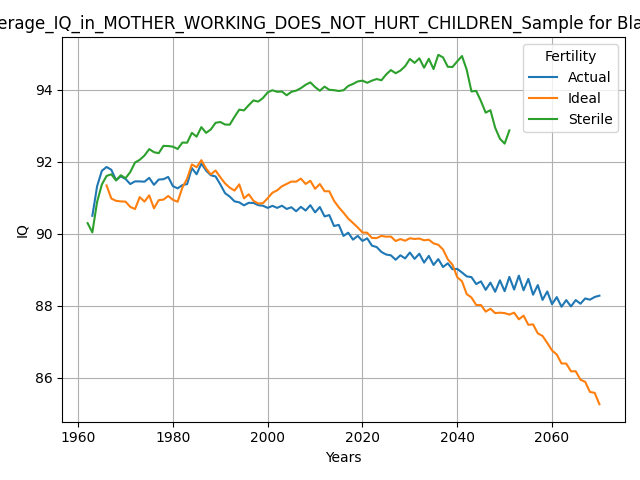 erage_IQ_in_MOTHER_WORKING_DOES_NOT_HURT_CHILDREN_Sample for Bla
Fertility
Actual
Ideal
Sterile
94
92
90
88
86
IQ
1960 1980 2000 2020 2040 2060
Years